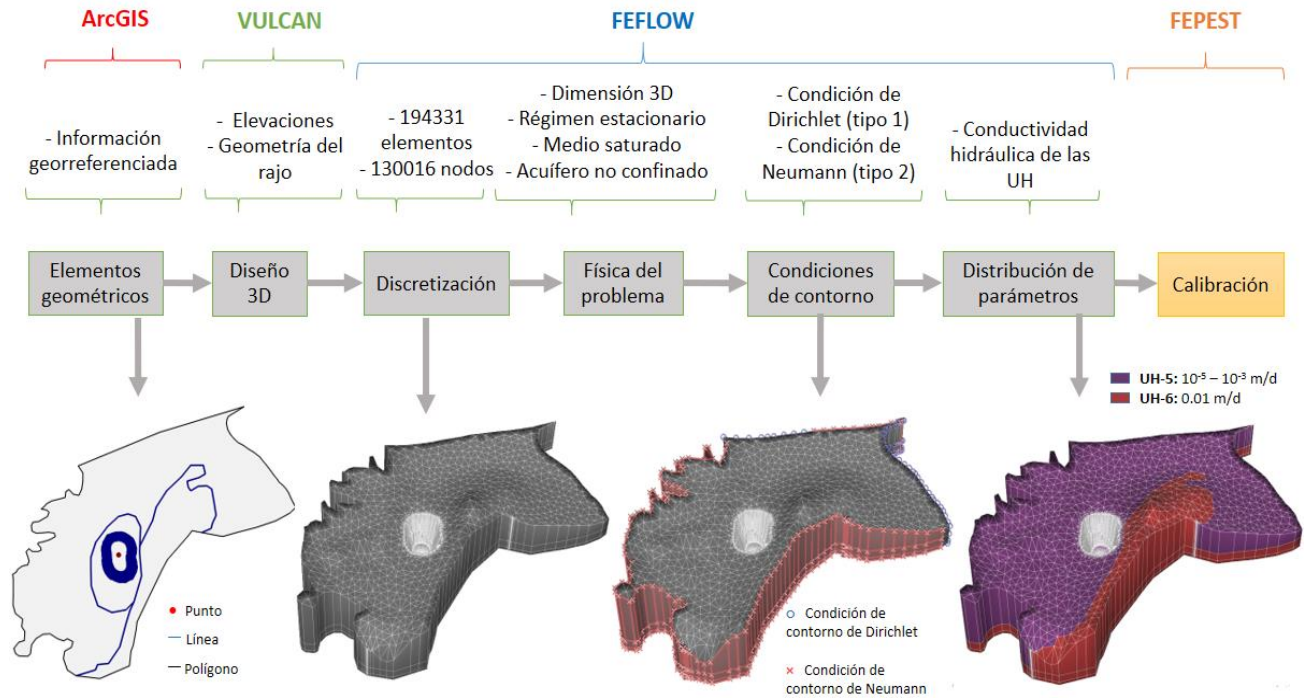 ArcGIS
VULCAN
FEFLOW
FEPEST
- Información
georreferenciada
- Elevaciones
- Geometría del
rajo
- 194331
elementos
- 130016 nodos
- Dimensión 3D
- Régimen estacionario
- Medio saturado
- Acuífero no confinado
- Condición de
Dirichlet (tipo 1)
- Condición de
Neumann (tipo 2)
- Conductividad
hidráulica de las
UH
Elementos
geométricos
Diseño
3D
Discretización
Física del
problema
Condiciones
de contorno
Distribución de
parámetros
Calibración
UH-5: 10⁻⁵ – 10⁻³ m/d
UH-6: 0.01 m/d
Punto
Línea
Polígono
Condición de
contorno de Dirichlet
Condición de
contorno de Neumann